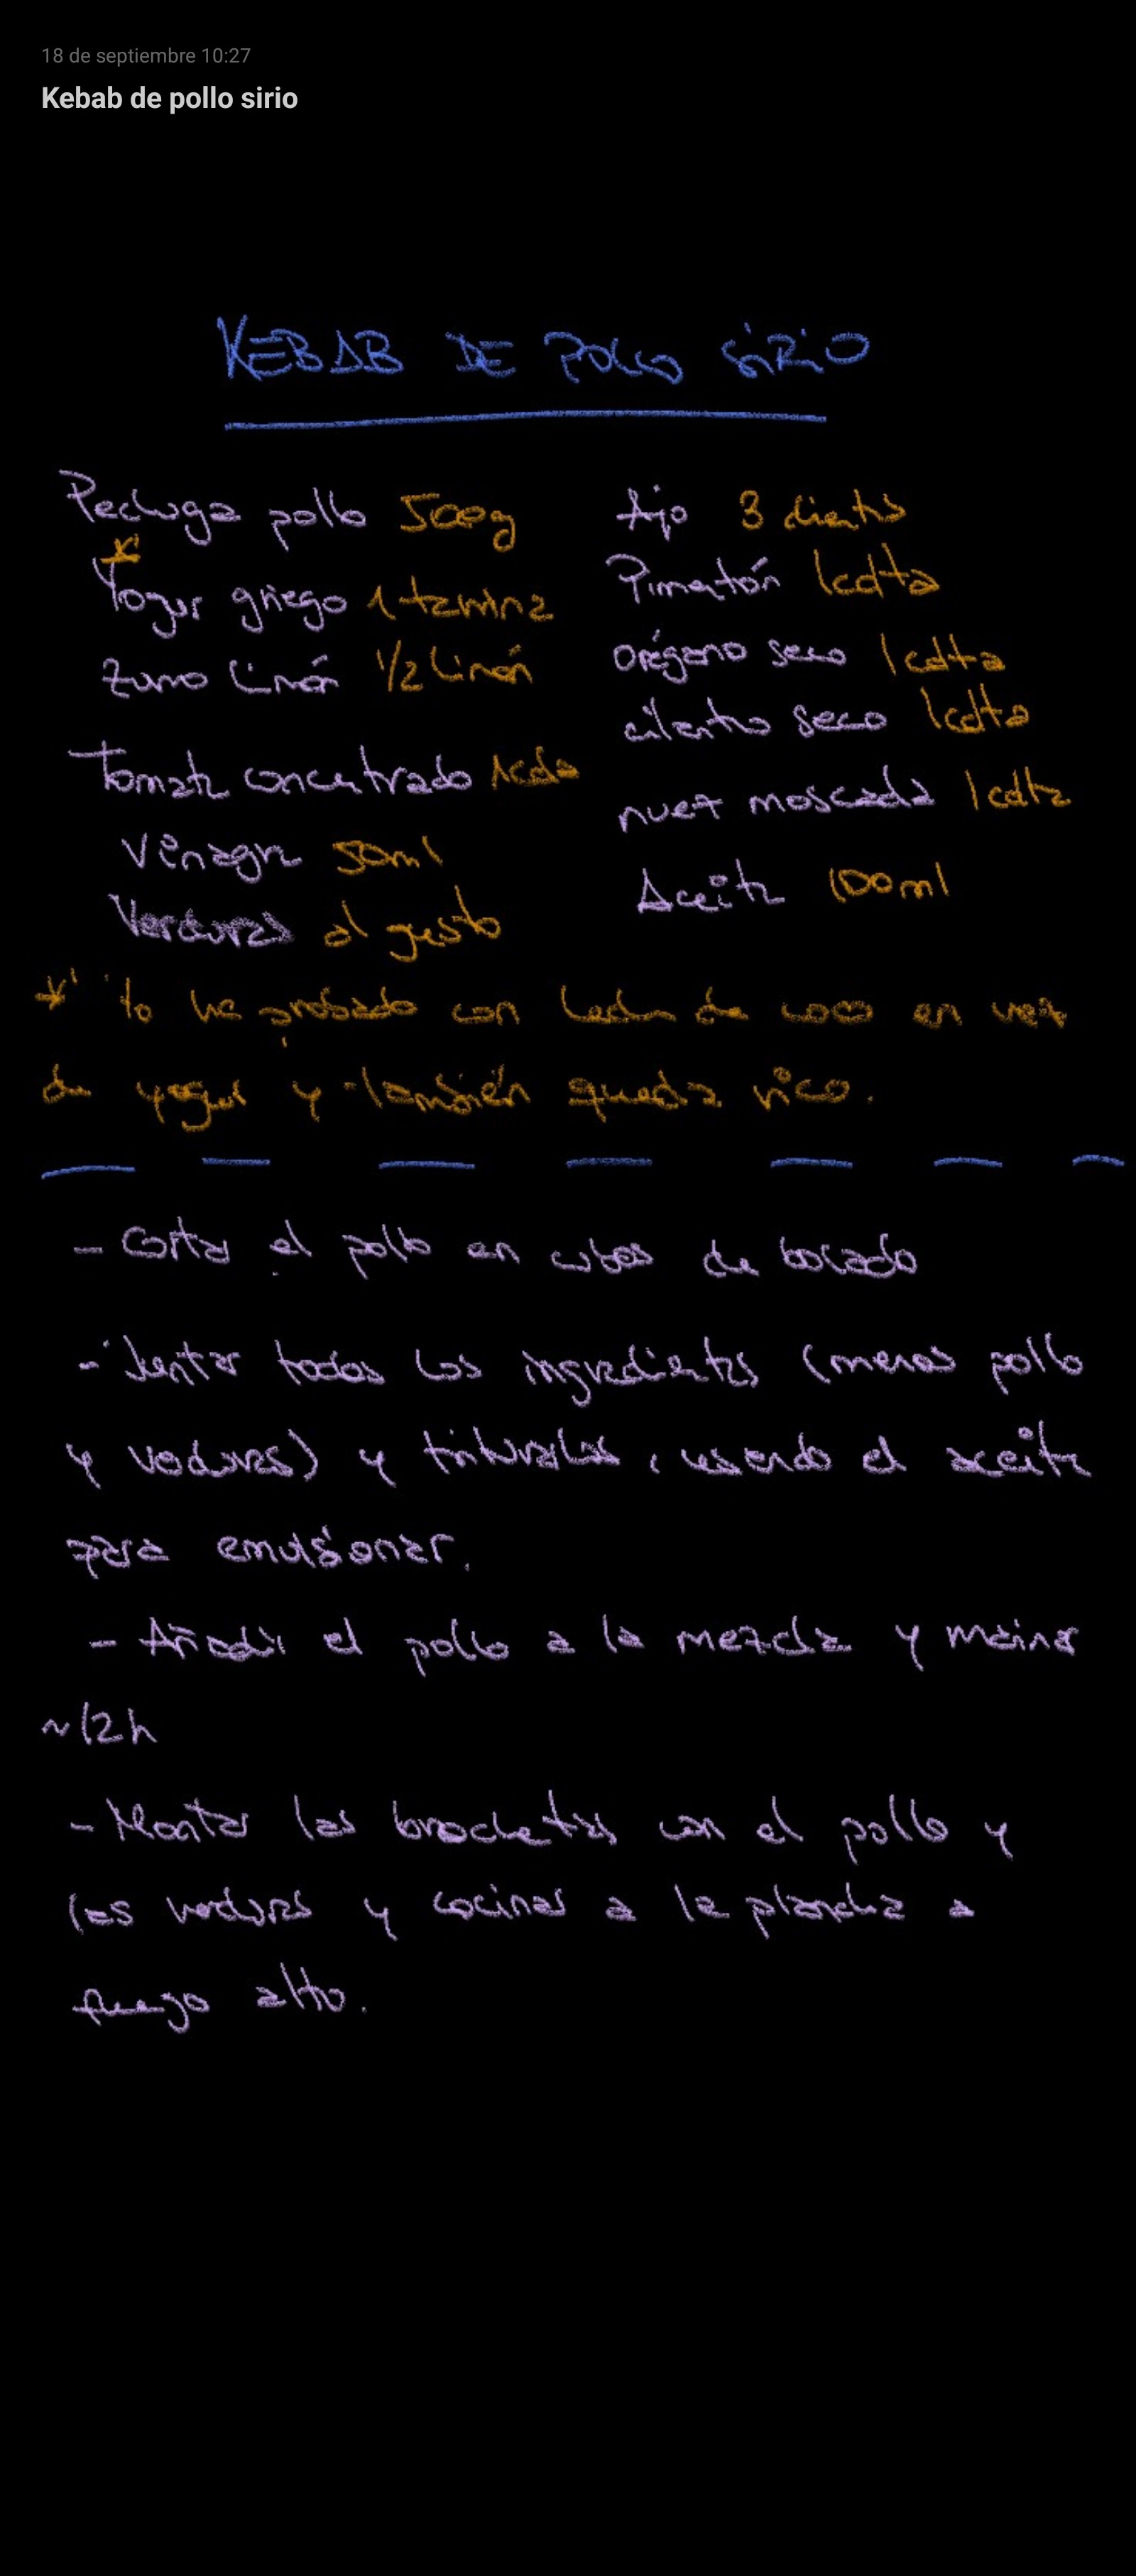 18 de septiembre 10:27
Kebab de pollo sirio
KEBAB DE POLLO SIRIO
Pechuga pollo 500g
*¹
Yogur griego 1 tarrina
Zumo Limón 1/2 Limón
Tomate concentrado 1cda
Vinagre 50ml
Verduras al gusto
Ajo 3 dientes
Pimentón 1cdta
Orégano seco 1cdta
cilantro seco 1cdta
nuez moscada 1cdta
Aceite 100ml
*¹ lo he probado con Leche de coco en vez
de yogur y también queda rico.
- Cortar el pollo en cubos de bocado
- Juntar todos los ingredientes (menos pollo
y verduras) y triturarlos, usando el aceite
para emulsionar.
- Añadir el pollo a la mezcla y marinar
~12h
- Montar las brochetas con el pollo y
las verduras y cocinar a la plancha a
fuego alto.